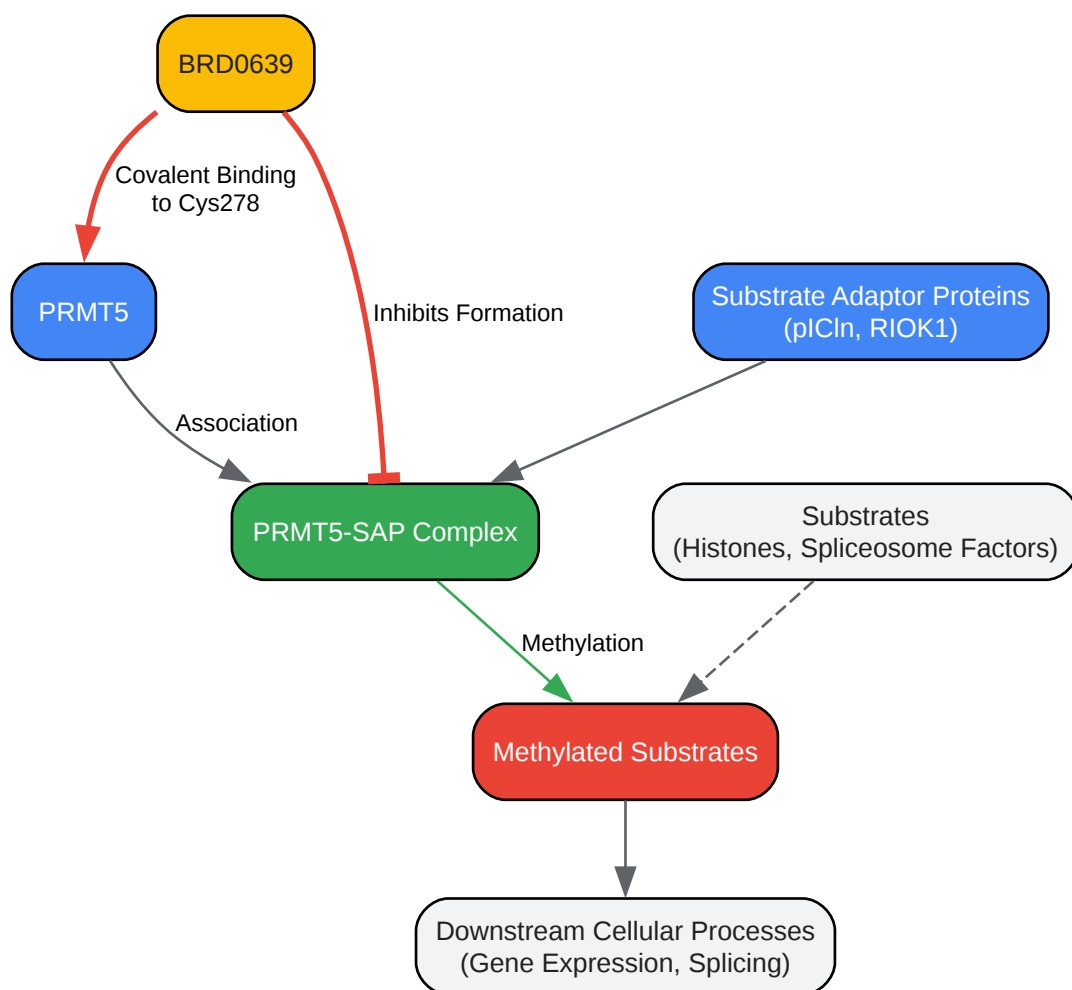 BRD0639
Covalent Binding
to Cys278
PRMT5
Inhibits Formation
Substrate Adaptor Proteins
(pICln, RIOK1)
Association
PRMT5-SAP Complex
Substrates
(Histones, Spliceosome Factors)
Methylation
Methylated Substrates
Downstream Cellular Processes
(Gene Expression, Splicing)